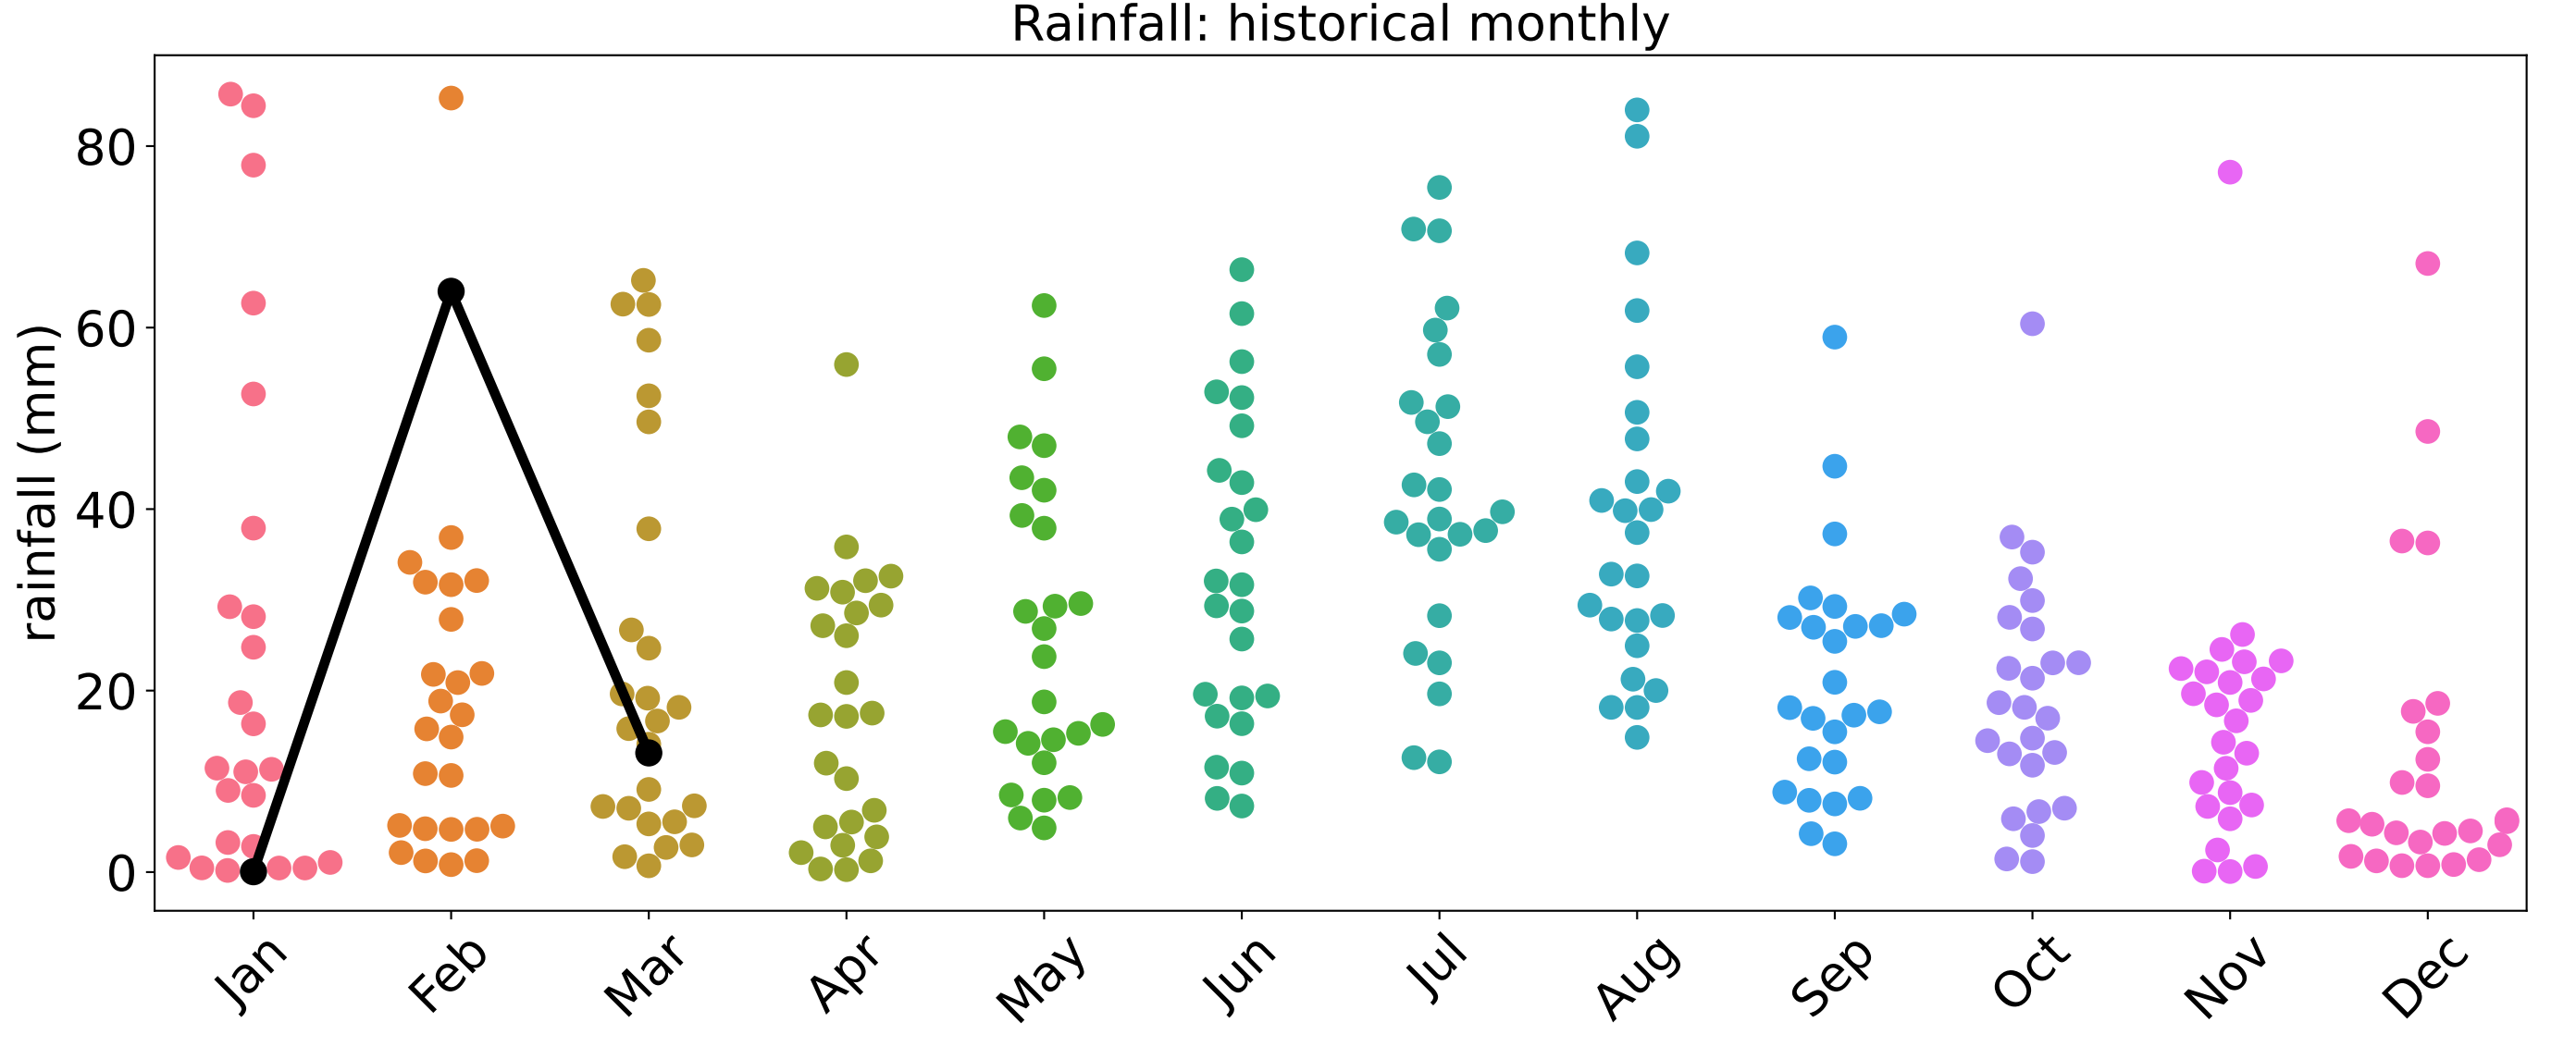 Rainfall: historical monthly
rainfall (mm)
80
60
40
20
0
Jan Feb Mar Apr May Jun Jul Aug Sep Oct Nov Dec